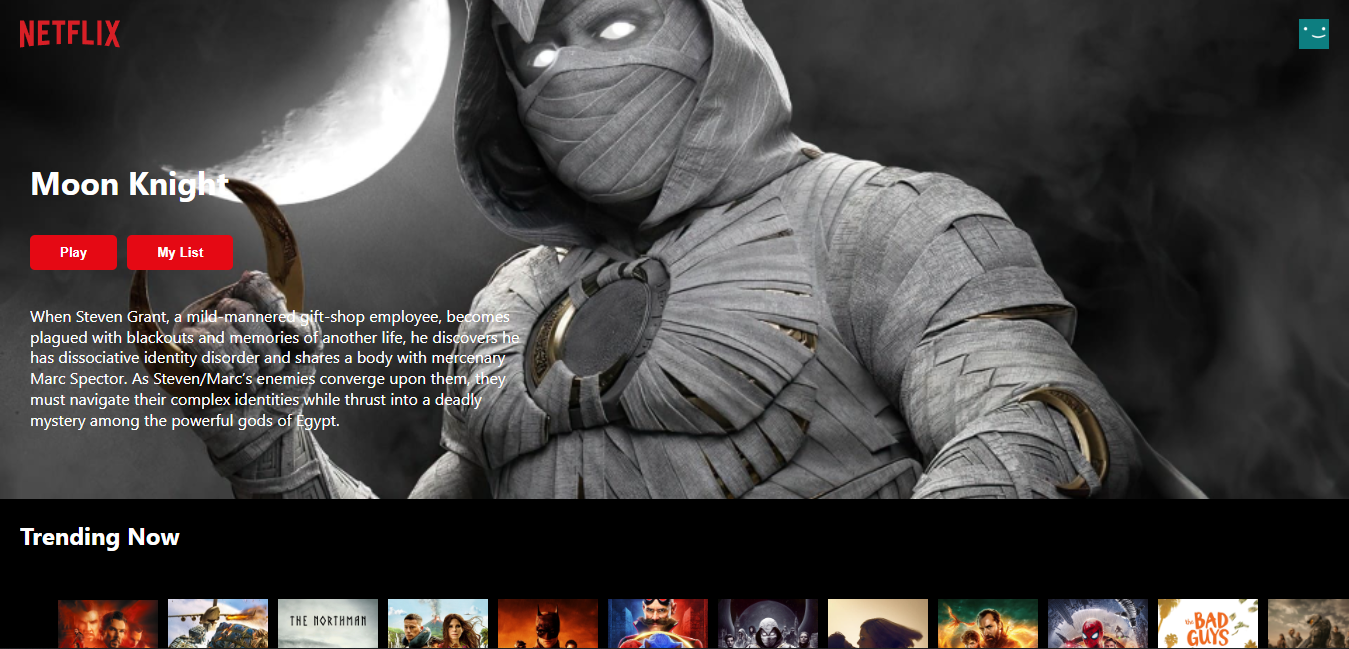 NETFLIX
Moon Knight
Play
My List
When Steven Grant, a mild-mannered gift-shop employee, becomes
plagued with blackouts and memories of another life, he discovers he
has dissociative identity disorder and shares a body with mercenary
Marc Spector. As Steven/Marc’s enemies converge upon them, they
must navigate their complex identities while thrust into a deadly
mystery among the powerful gods of Egypt.
Trending Now
THE NORTHMAN
the BAD
GUYS